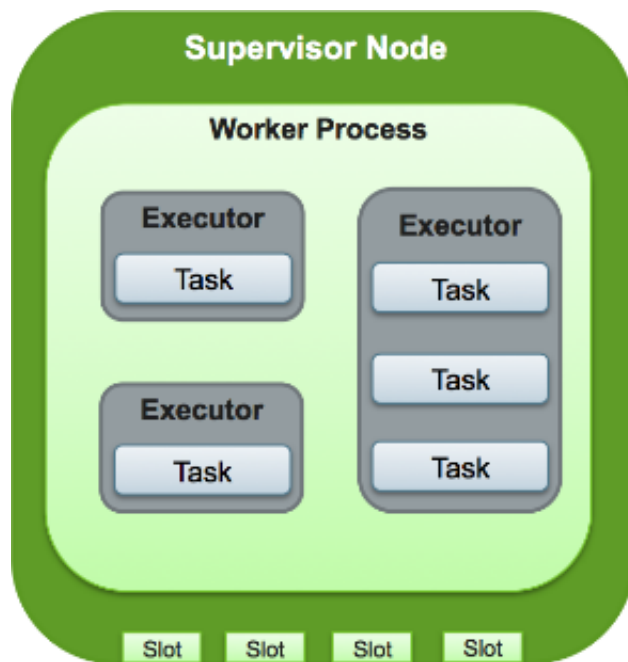 Supervisor Node
Worker Process
Executor
Task
Executor
Task
Executor
Task
Task
Task
Slot Slot Slot Slot